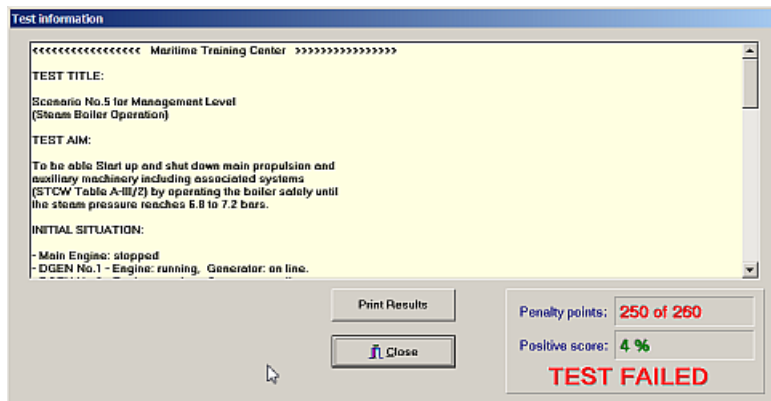 Test information
<<<<<<<<<<<<<<<<< Maritime Training Center >>>>>>>>>>>>>>>>
TEST TITLE:
Scenario No.5 for Management Level
(Steam Boiler Operation)
TEST AIM:
To be able Start up and shut down main propulsion and
auxiliary machinery including associated systems
(STCW Table A-III/2) by operating the boiler safely until
the steam pressure reaches 6.8 to 7.2 bars.
INITIAL SITUATION:
- Main Engine: stopped
- DGEN No.1 - Engine: running, Generator: on line.
Print Results
Close
Penalty points: 250 of 260
Positive score: 4 %
TEST FAILED